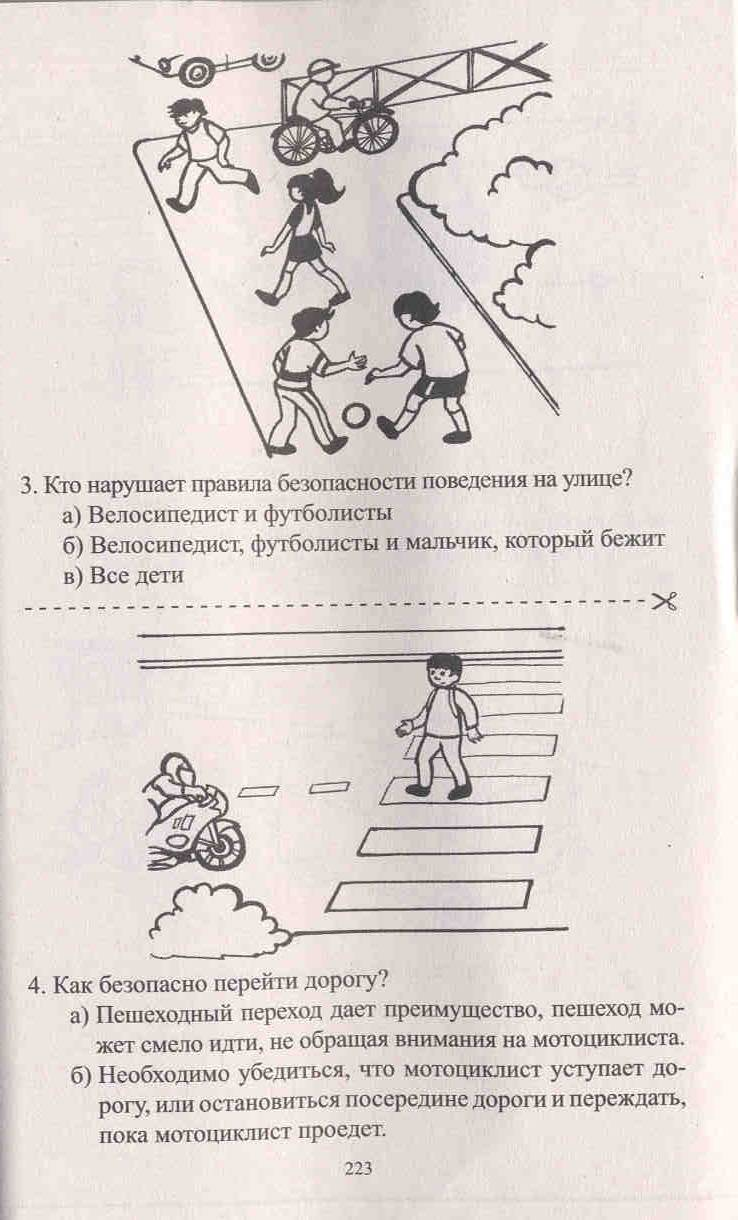 3. Кто нарушает правила безопасности поведения на улице?
а) Велосипедист и футболисты
б) Велосипедист, футболисты и мальчик, который бежит
в) Все дети
4. Как безопасно перейти дорогу?
а) Пешеходный переход дает преимущество, пешеход мо-
жет смело идти, не обращая внимания на мотоциклиста.
б) Необходимо убедиться, что мотоциклист уступает до-
рогу, или остановиться посередине дороги и переждать,
пока мотоциклист проедет.
223